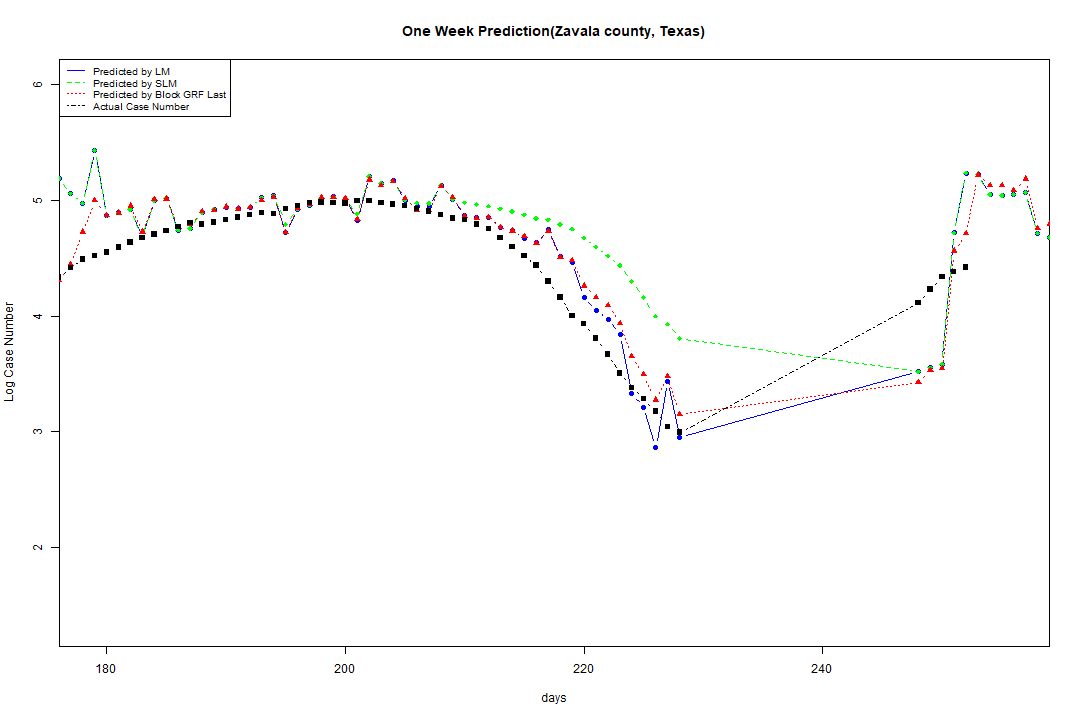 One Week Prediction(Zavala county, Texas)
Predicted by LM
Predicted by SLM
Predicted by Block GRF Last
Actual Case Number
6
5
4
3
2
Log Case Number
180 200 220 240
days